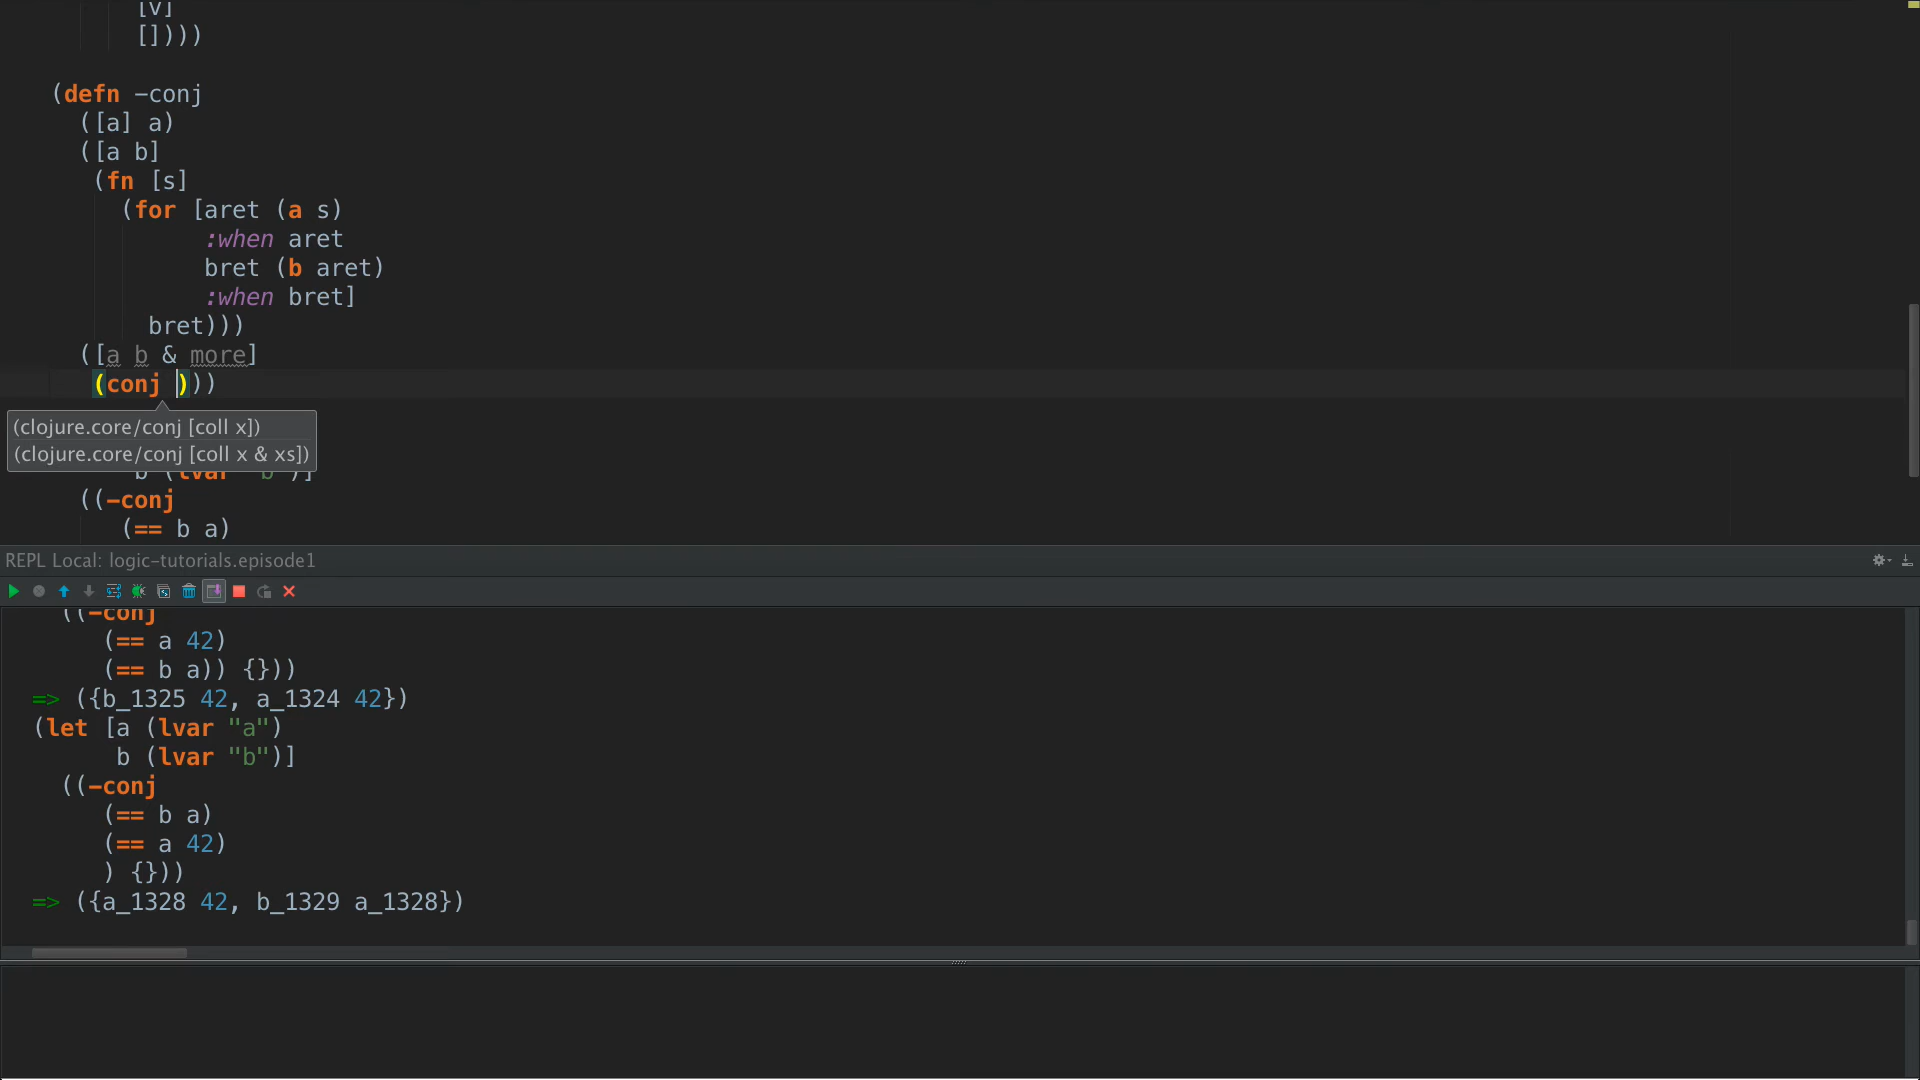 [v]
[])))
(defn -conj
([a] a)
([a b]
(fn [s]
(for [aret (a s)
:when aret
bret (b aret)
:when bret]
bret)))
([a b & more]
(conj )))
(clojure.core/conj [coll x])
(clojure.core/conj [coll x & xs])
b (lvar "b")]
((-conj
(== b a)
REPL Local: logic-tutorials.episode1
((-conj
(== a 42)
(== b a)) {}))
=> ({b_1325 42, a_1324 42})
(let [a (lvar "a")
b (lvar "b")]
((-conj
(== b a)
(== a 42)
) {}))
=> ({a_1328 42, b_1329 a_1328})